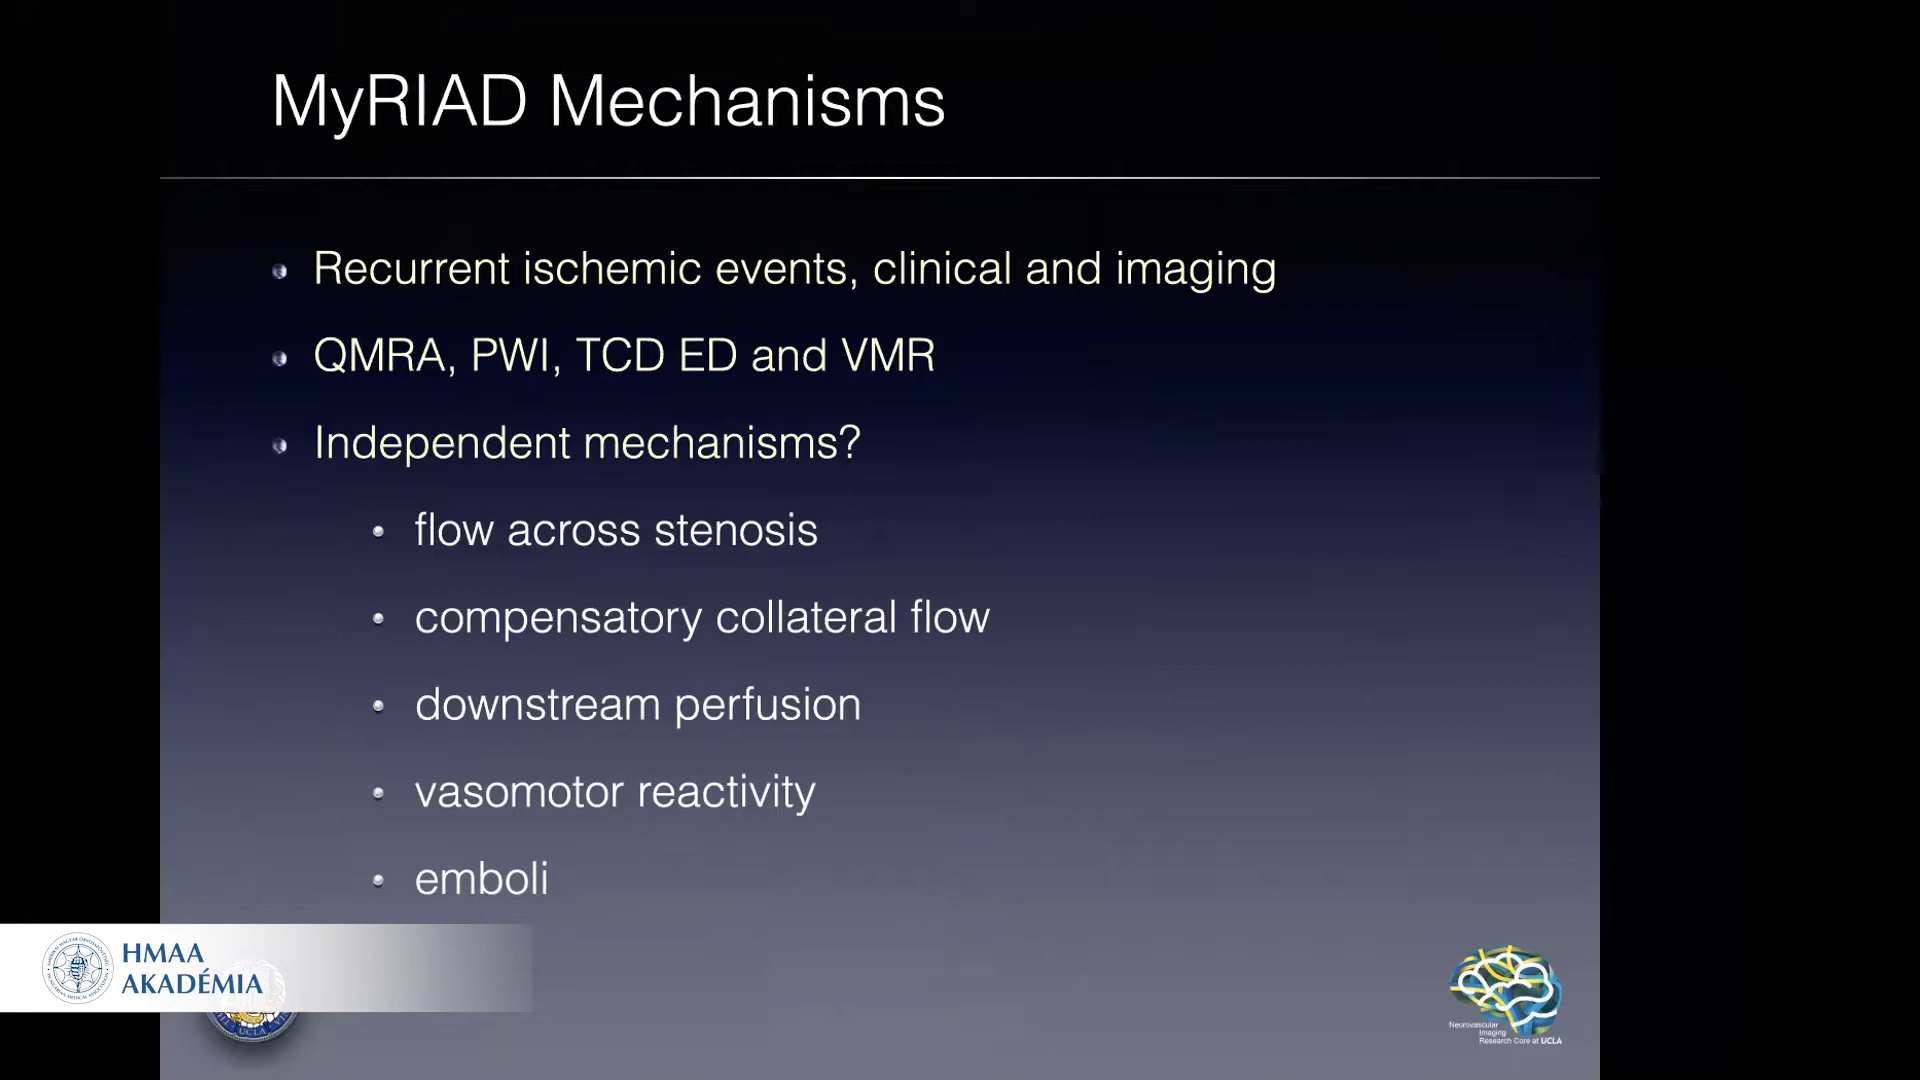 MyRIAD Mechanisms
Recurrent ischemic events, clinical and imaging
QMRA, PWI, TCD ED and VMR
Independent mechanisms?
flow across stenosis
compensatory collateral flow
downstream perfusion
vasomotor reactivity
emboli
HMAA
AKADÉMIA
UCLA
Neurovascular
Imaging
Research Core at UCLA